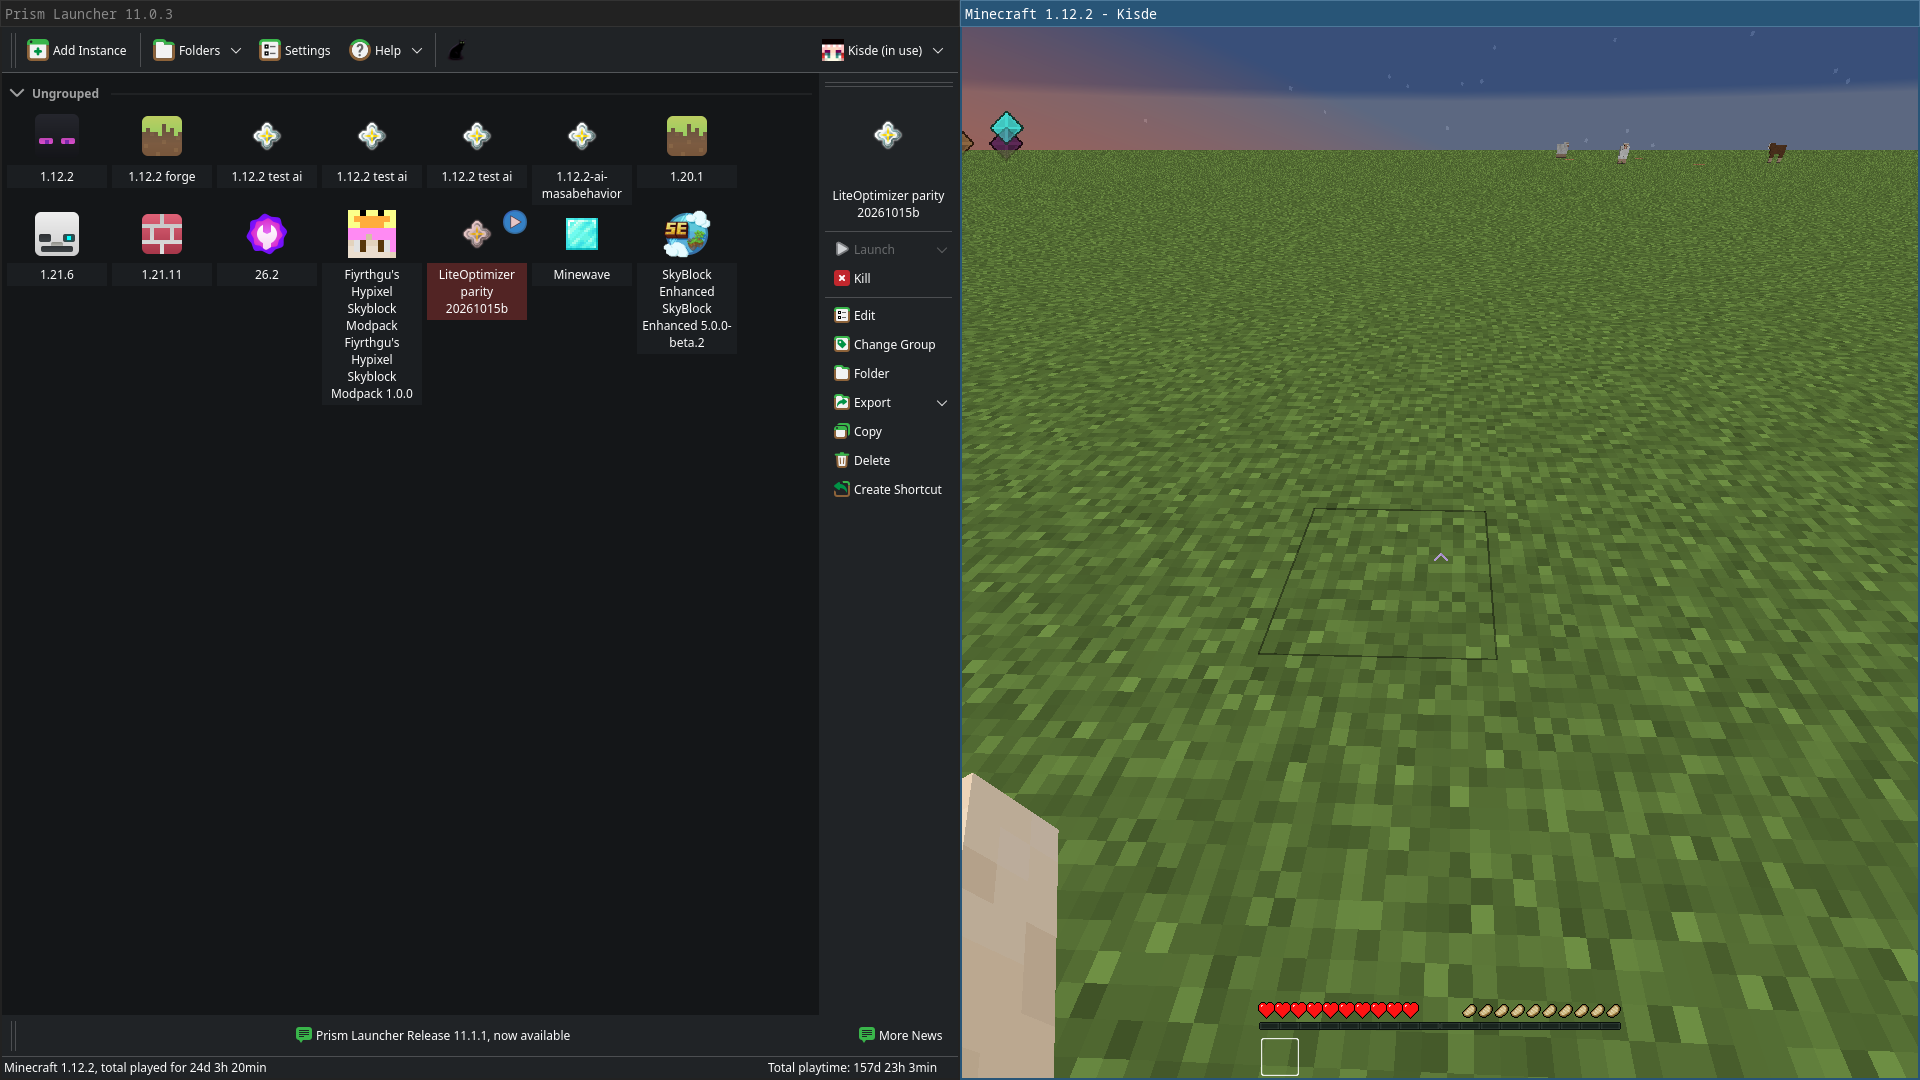 Prism Launcher 11.0.3
Minecraft 1.12.2 - Kisde
Add Instance
Folders
Settings
Help
Kisde (in use)
Ungrouped
1.12.2
1.12.2 forge
1.12.2 test ai
1.12.2 test ai
1.12.2 test ai
1.12.2-ai-
masabehavior
1.20.1
1.21.6
1.21.11
26.2
Fiyrthgu's
Hypixel
Skyblock
Modpack
Fiyrthgu's
Hypixel
Skyblock
Modpack 1.0.0
LiteOptimizer
parity
20261015b
Minewave
SE
SkyBlock
Enhanced
SkyBlock
Enhanced 5.0.0-
beta.2
LiteOptimizer parity
20261015b
Launch
Kill
Edit
Change Group
Folder
Export
Copy
Delete
Create Shortcut
Prism Launcher Release 11.1.1, now available
More News
Minecraft 1.12.2, total played for 24d 3h 20min
Total playtime: 157d 23h 3min